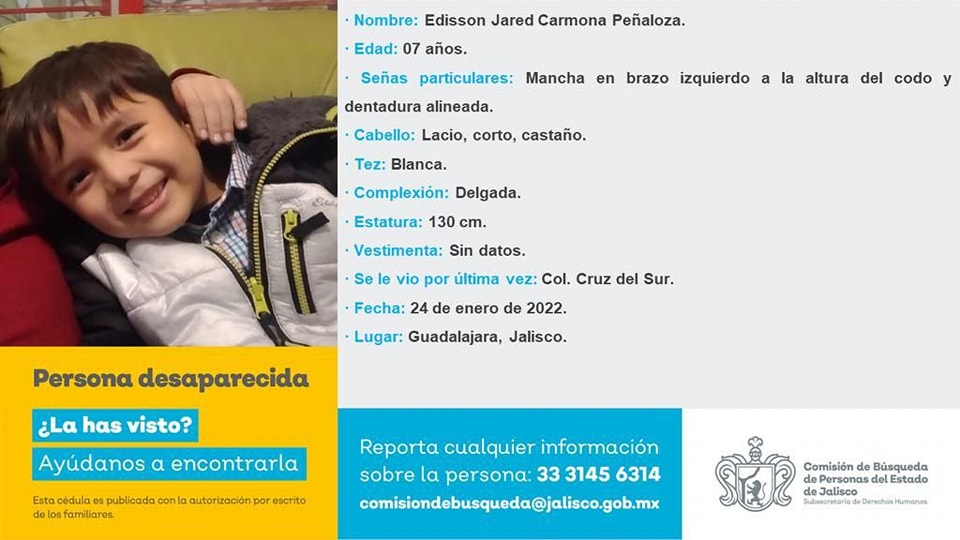 · Nombre: Edisson Jared Carmona Peñaloza.
· Edad: 07 años.
· Señas particulares: Mancha en brazo izquierdo a la altura del codo y
dentadura alineada.
· Cabello: Lacio, corto, castaño.
· Tez: Blanca.
· Complexión: Delgada.
· Estatura: 130 cm.
· Vestimenta: Sin datos.
· Se le vio por última vez: Col. Cruz del Sur.
· Fecha: 24 de enero de 2022.
· Lugar: Guadalajara, Jalisco.
Persona desaparecida
¿La has visto?
Ayúdanos a encontrarla
Esta cédula es publicada con la autorización por escrito
de los familiares.
Reporta cualquier información
sobre la persona: 33 3145 6314
comisiondebusqueda@jalisco.gob.mx
Comisión de Búsqueda
de Personas del Estado
de Jalisco
Subsecretaría de Derechos Humanos